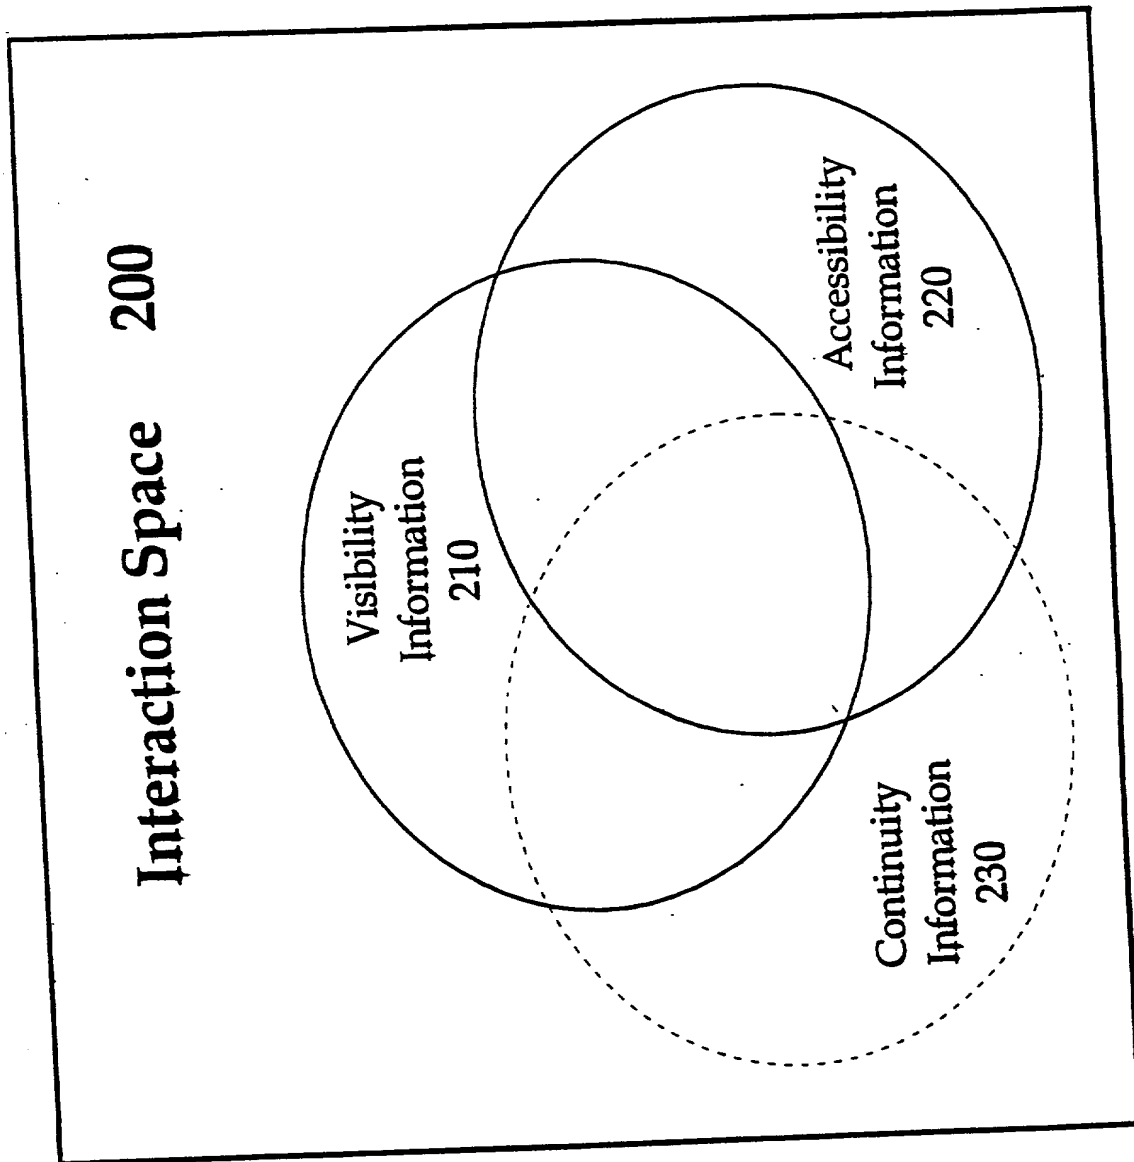 Interaction Space 200
Visibility
Information
210
Continuity
Information
230
Accessibility
Information
220